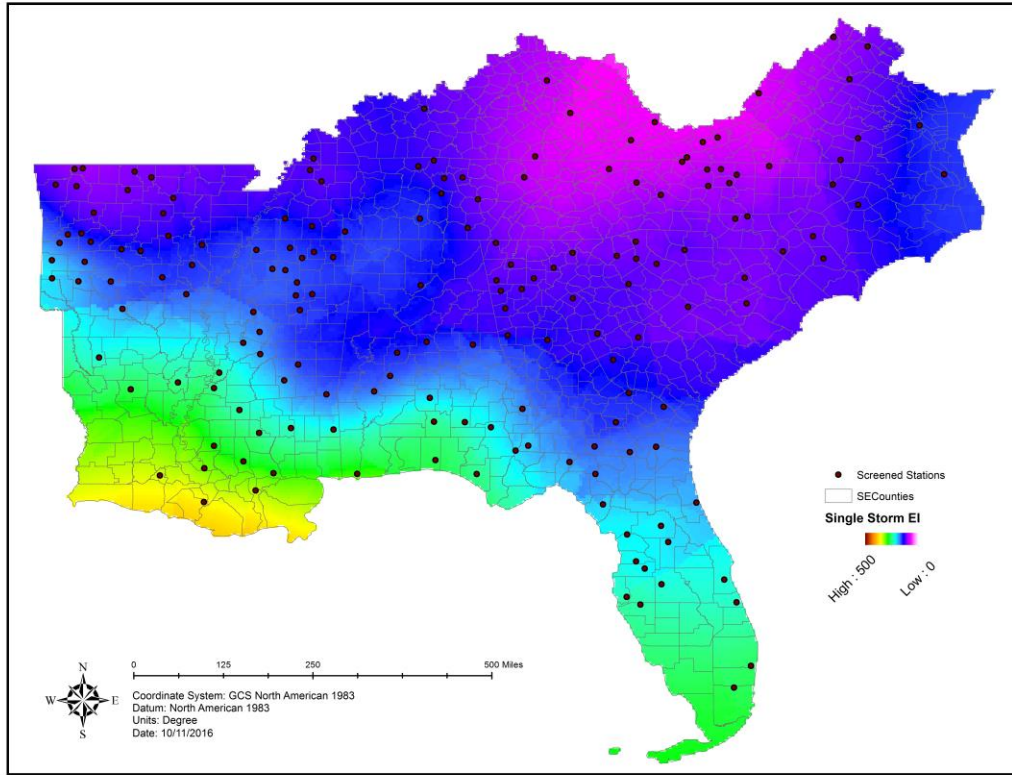 Screened Stations
SECounties
Single Storm EI
High : 500
Low : 0
0 125 250 500 Miles
N
W E
S
Coordinate System: GCS North American 1983
Datum: North American 1983
Units: Degree
Date: 10/11/2016